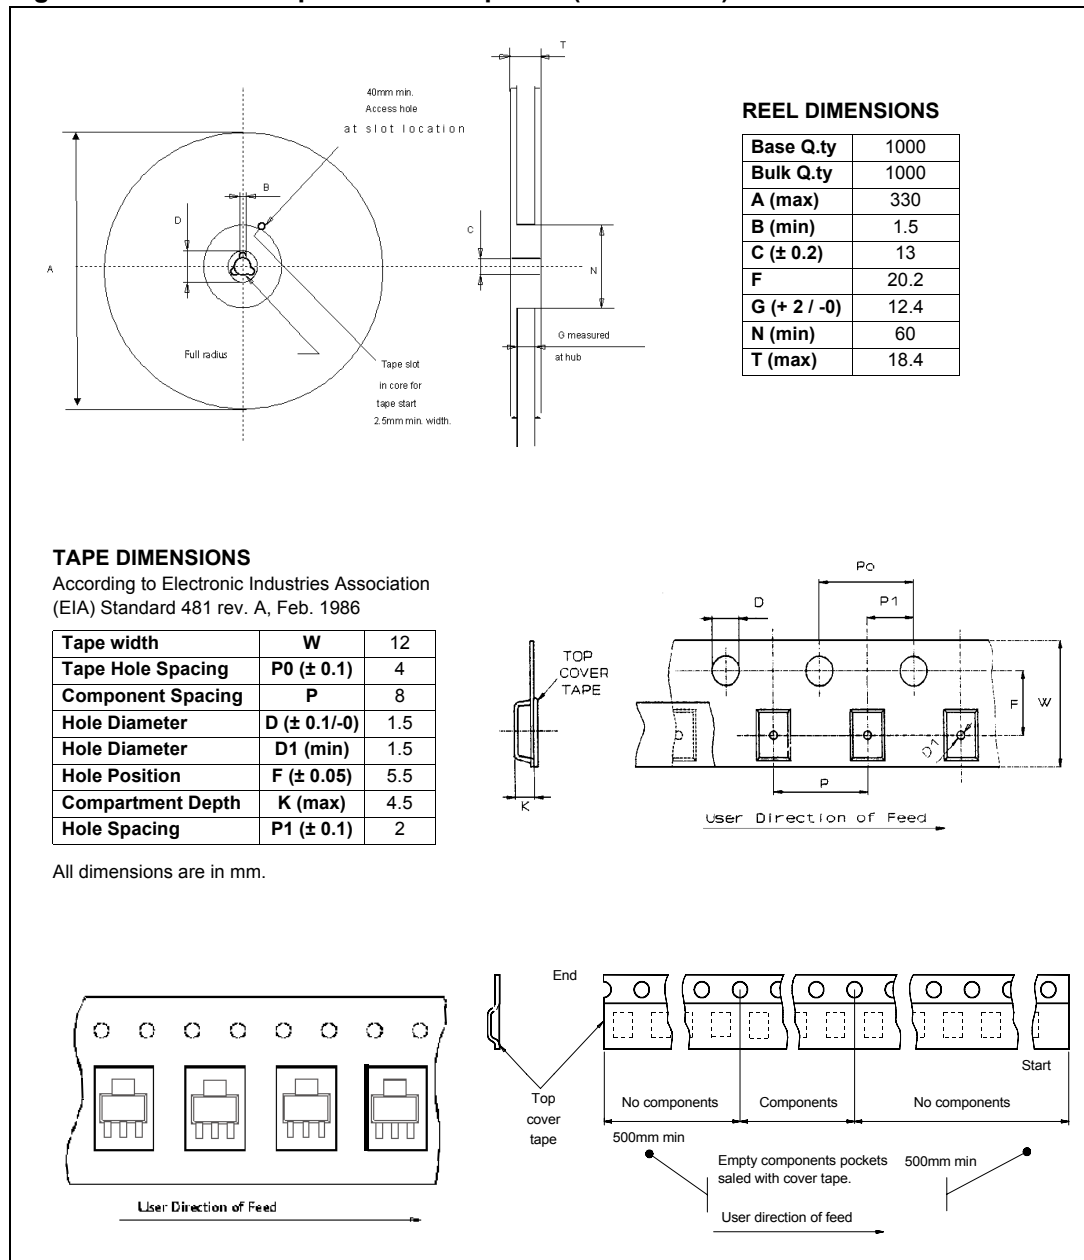 T
40mm min.
Access hole
at slot location
B
D
A
C
N
Full radius
Tape slot
in core for
tape start
2.5mm min. width.
G measured
at hub
REEL DIMENSIONS
Base Q.ty 1000
Bulk Q.ty 1000
A (max) 330
B (min) 1.5
C (± 0.2) 13
F 20.2
G (+ 2 / -0) 12.4
N (min) 60
T (max) 18.4
TAPE DIMENSIONS
According to Electronic Industries Association
(EIA) Standard 481 rev. A, Feb. 1986
Tape width W 12
Tape Hole Spacing P0 (± 0.1) 4
Component Spacing P 8
Hole Diameter D (± 0.1/-0) 1.5
Hole Diameter D1 (min) 1.5
Hole Position F (± 0.05) 5.5
Compartment Depth K (max) 4.5
Hole Spacing P1 (± 0.1) 2
All dimensions are in mm.
TOP
COVER
TAPE
K
Po
D
P1
F
W
D1
P
User Direction of Feed
User Direction of Feed
End
Start
Top
cover
tape
No components
Components
No components
500mm min
Empty components pockets
saled with cover tape.
500mm min
User direction of feed